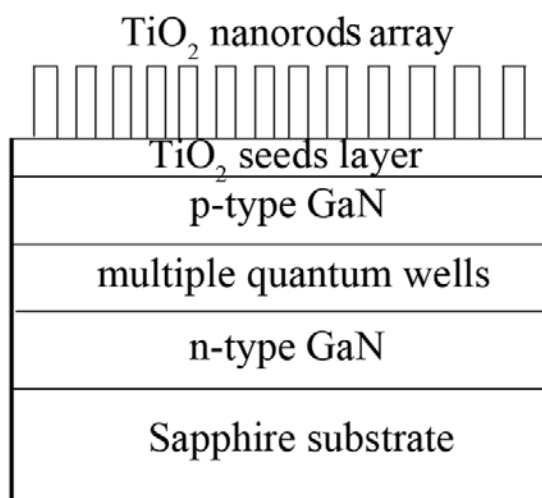 TiO₂ nanorods array
TiO₂ seeds layer
p-type GaN
multiple quantum wells
n-type GaN
Sapphire substrate